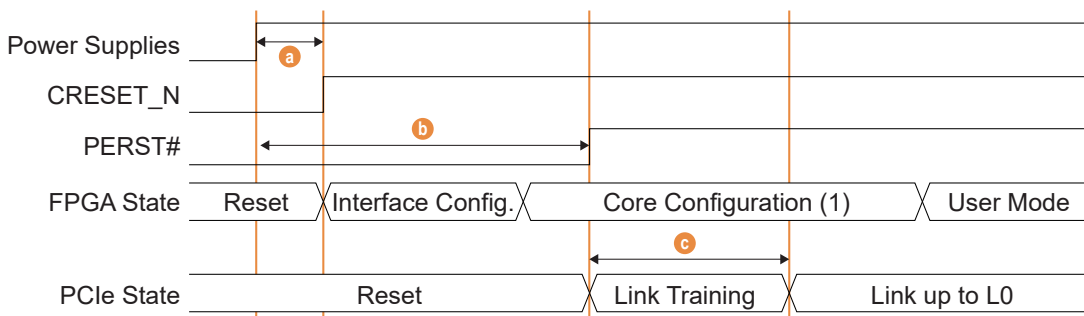 Power Supplies
a
CRESET_N
b
PERST#
FPGA State Reset Interface Config. Core Configuration (1) User Mode
c
PCIe State Reset Link Training Link up to L0